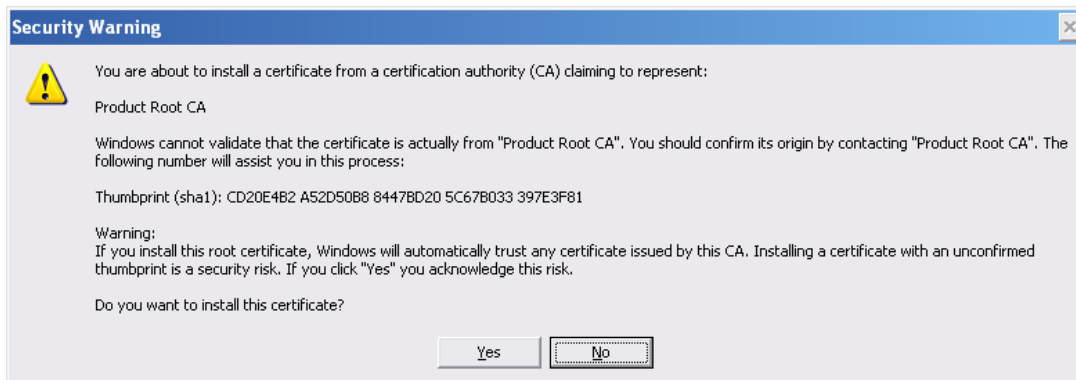 Security Warning
You are about to install a certificate from a certification authority (CA) claiming to represent:
Product Root CA
Windows cannot validate that the certificate is actually from "Product Root CA". You should confirm its origin by contacting "Product Root CA". The
following number will assist you in this process:
Thumbprint (sha1): CD20E4B2 A52D50B8 8447BD20 5C67B033 397E3F81
Warning:
If you install this root certificate, Windows will automatically trust any certificate issued by this CA. Installing a certificate with an unconfirmed
thumbprint is a security risk. If you click "Yes" you acknowledge this risk.
Do you want to install this certificate?
Yes No